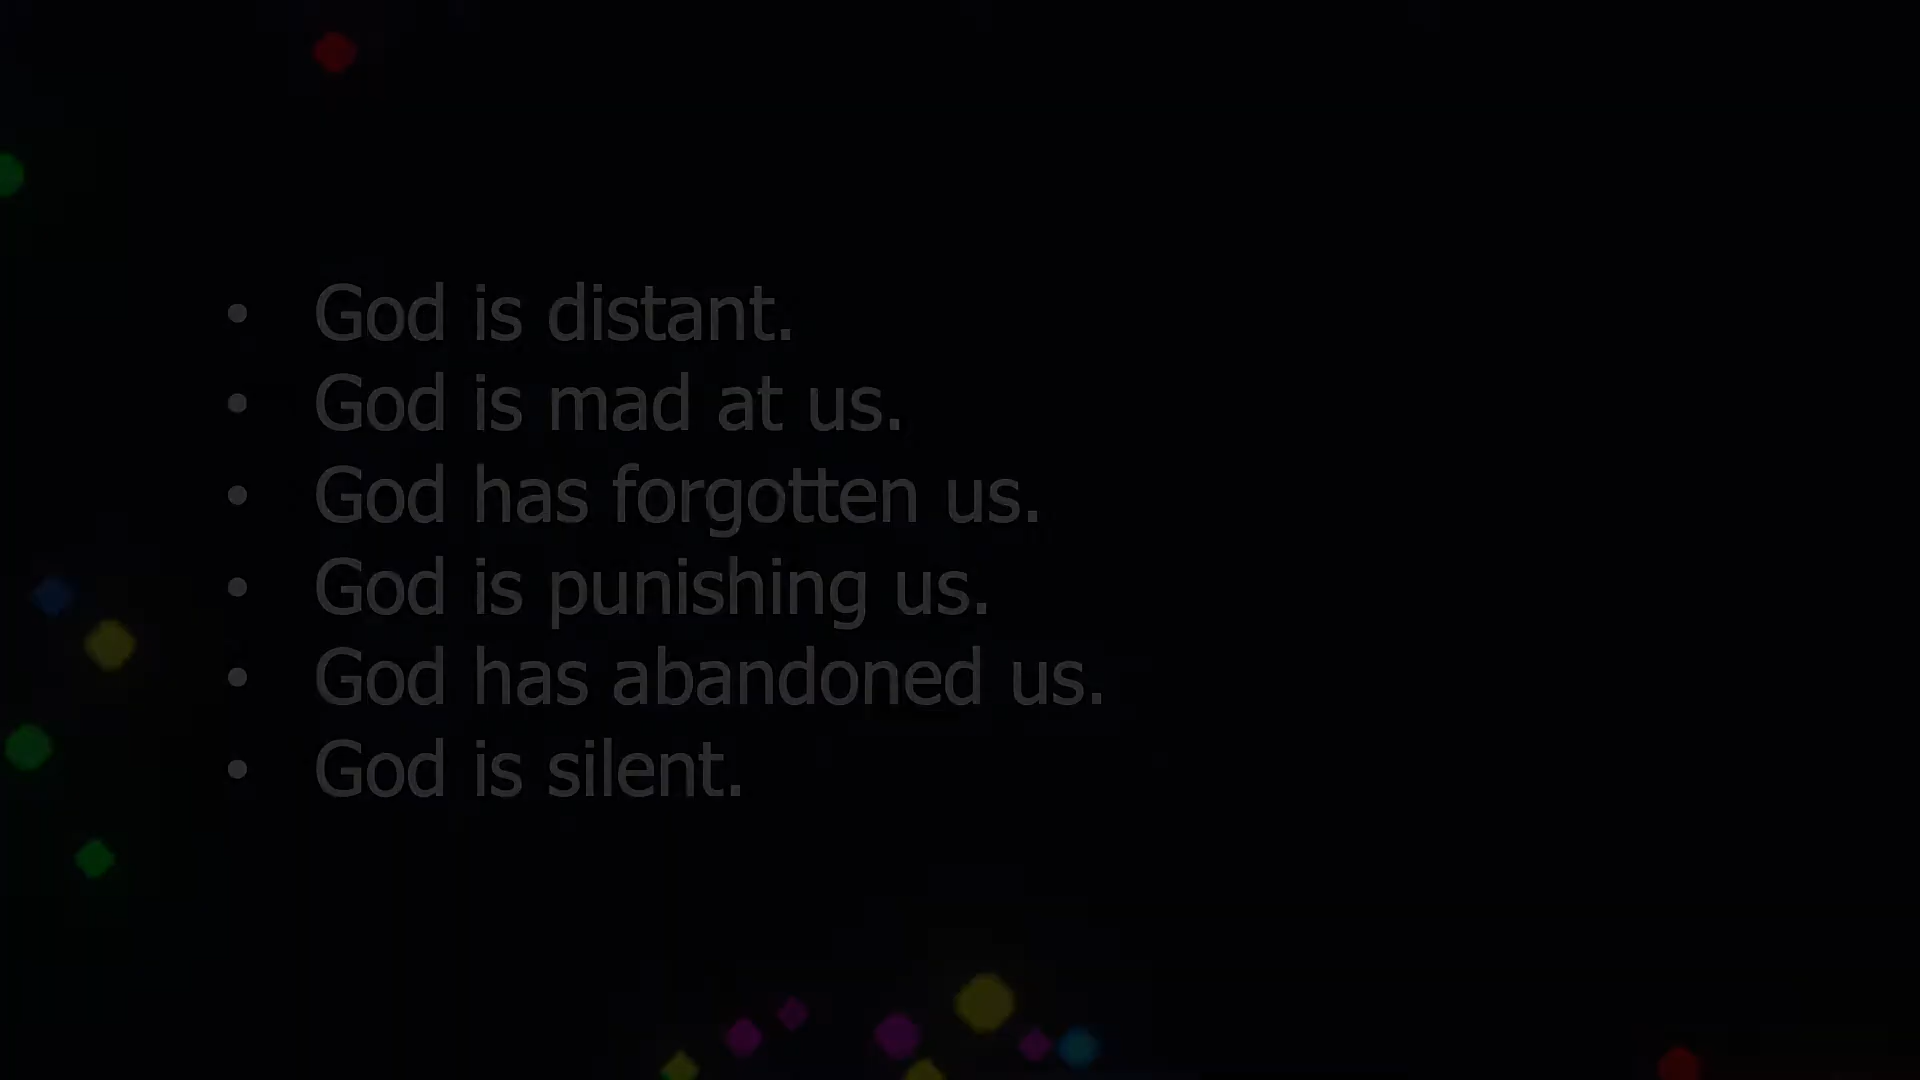 • God is distant.
• God is mad at us.
• God has forgotten us.
• God is punishing us.
• God has abandoned us.
• God is silent.